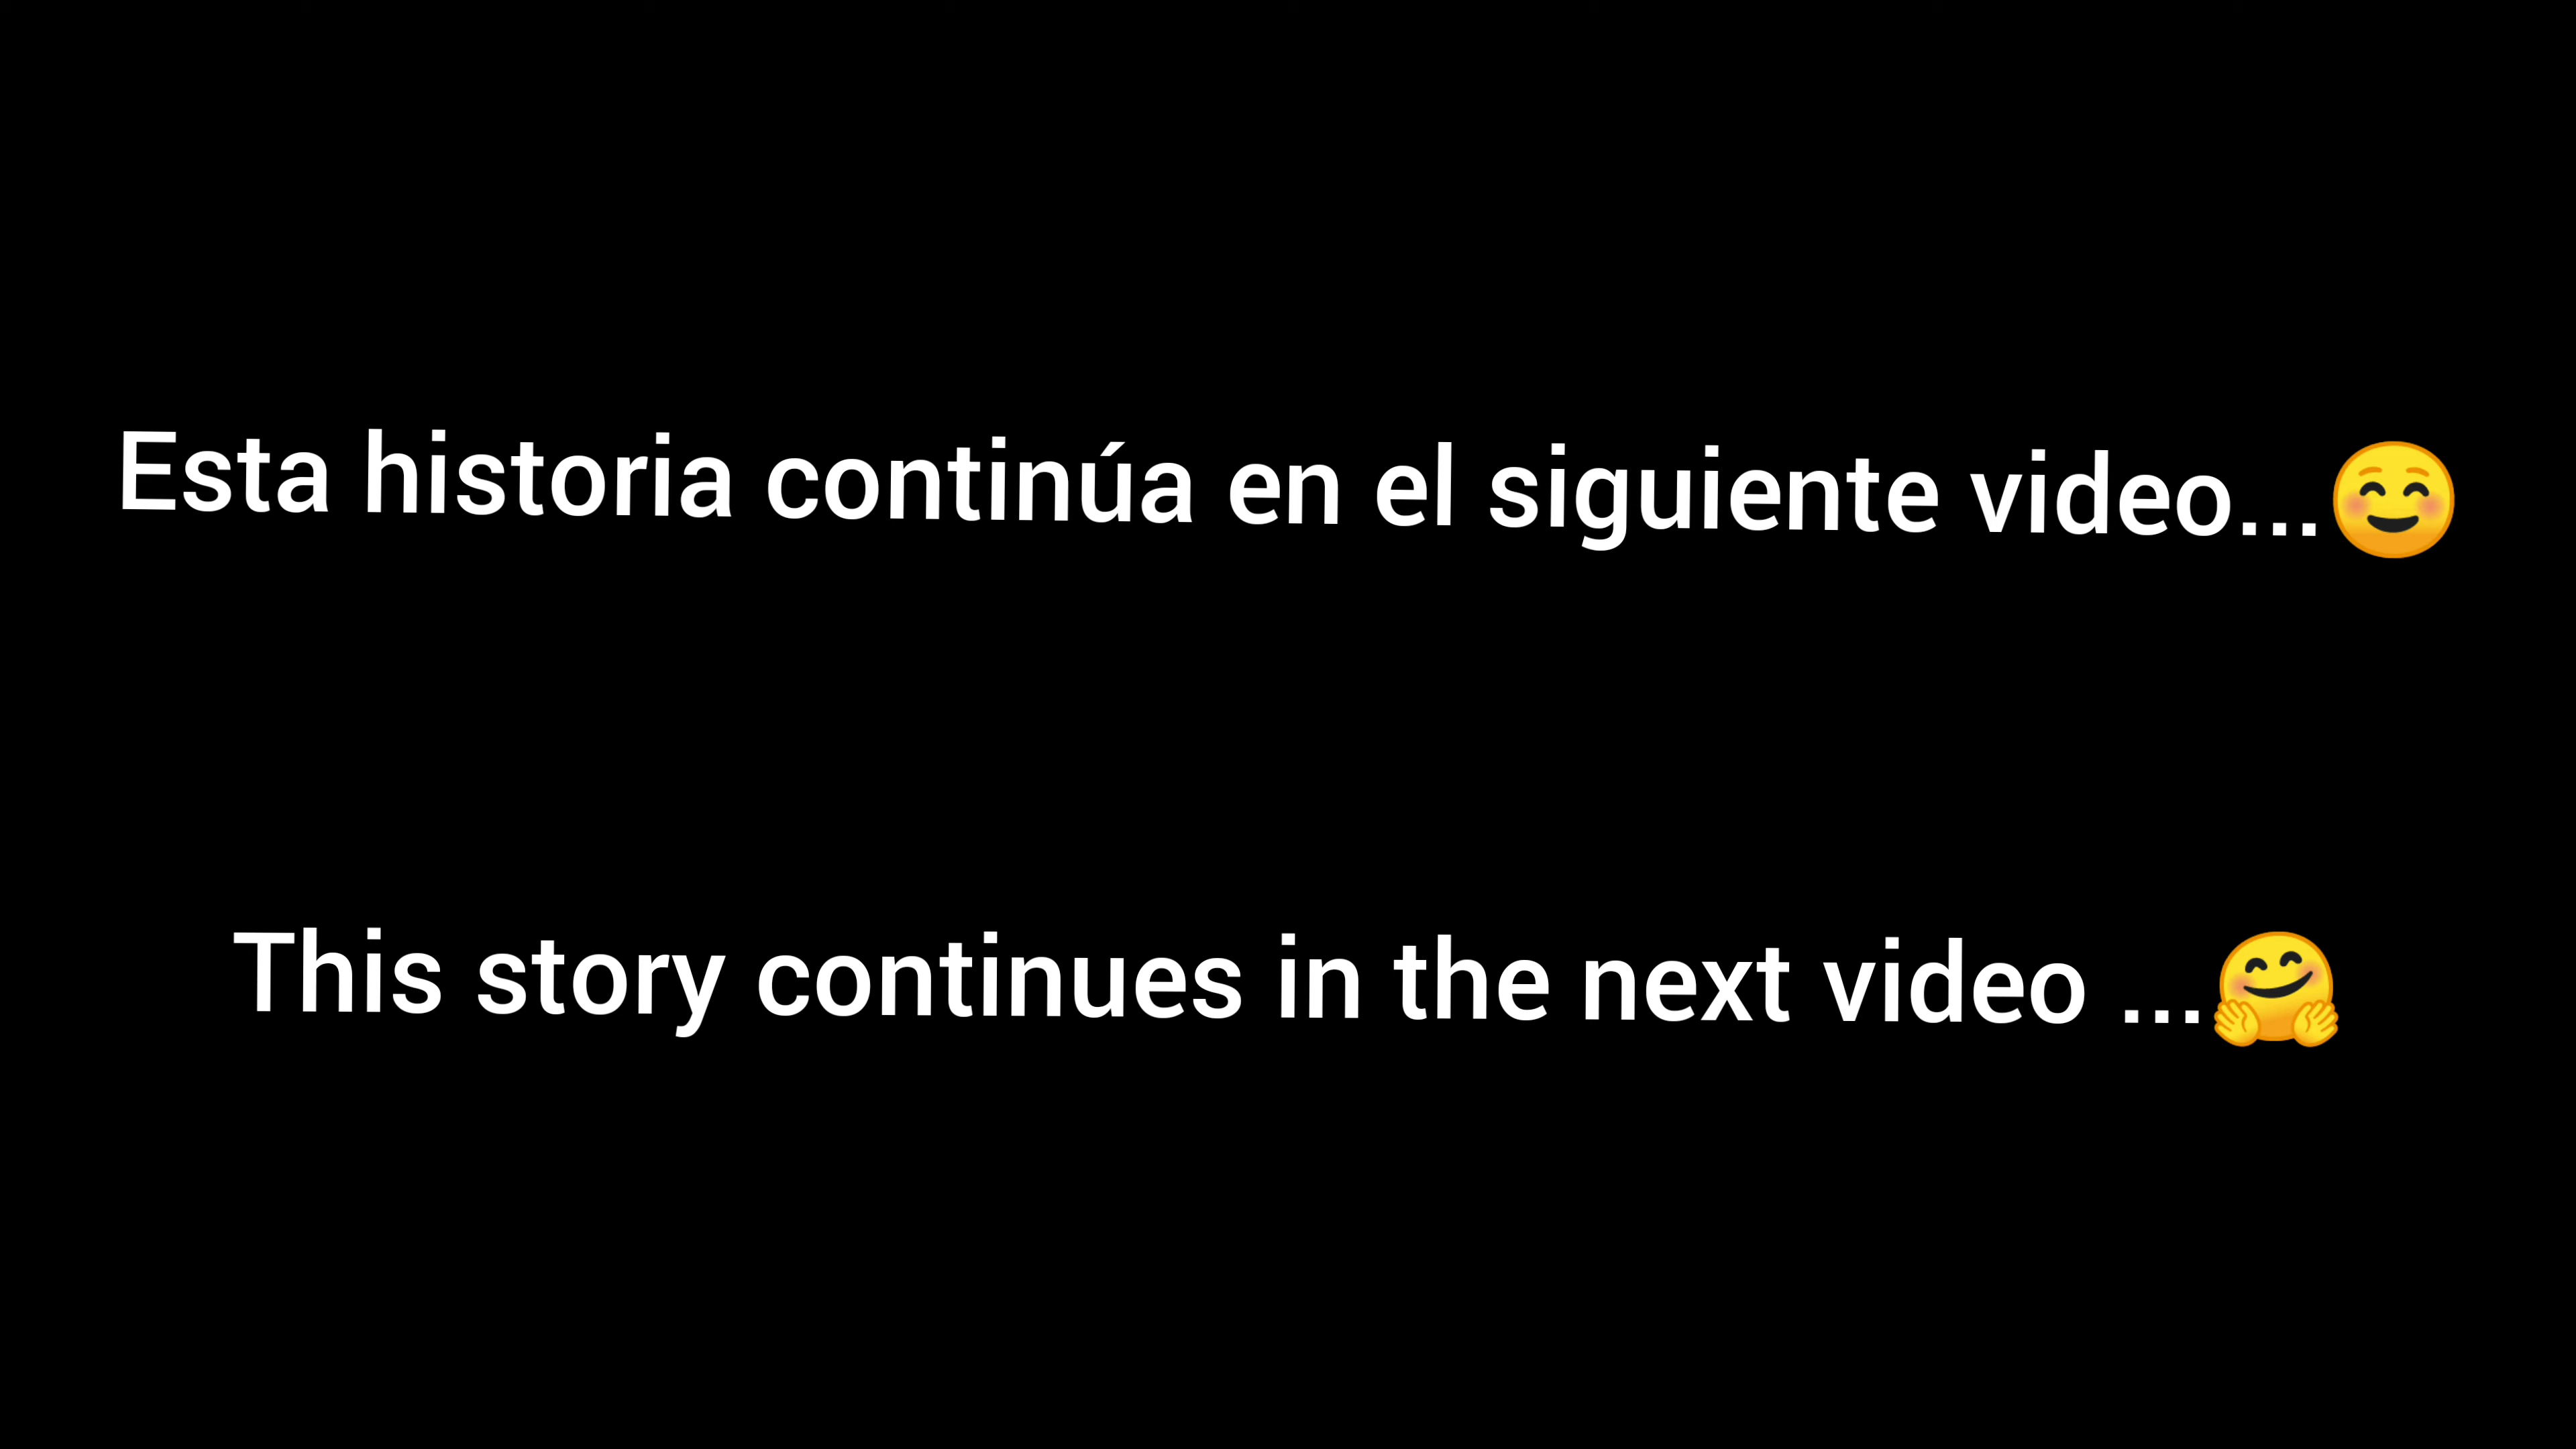 Esta historia continúa en el siguiente video...☺️
This story continues in the next video ...🤗